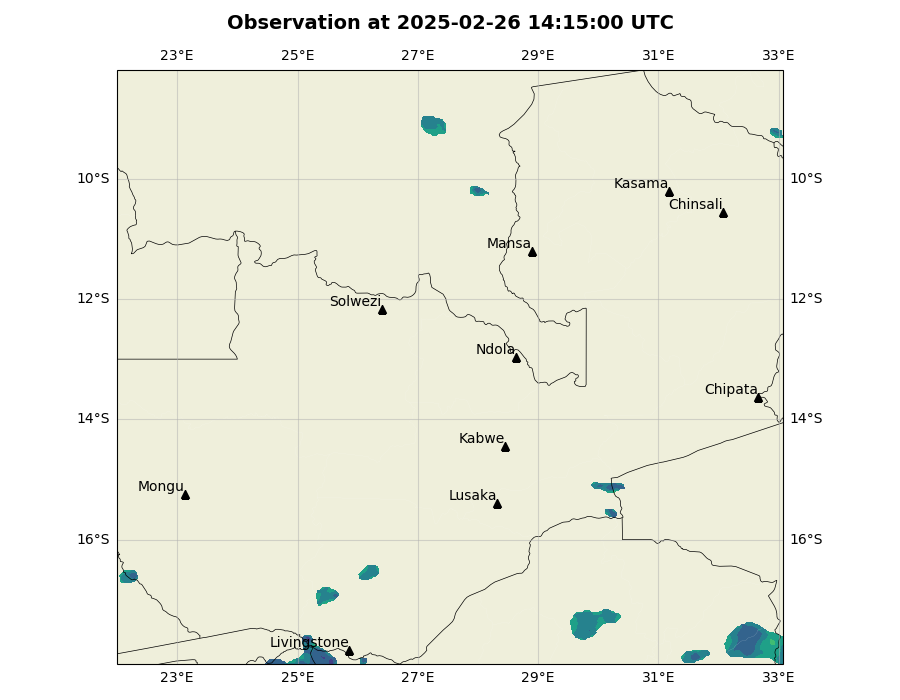 Observation at 2025-02-26 14:15:00 UTC
23°E 25°E 27°E 29°E 31°E 33°E
10°S 10°S
Kasama
Chinsali
Mansa
12°S 12°S
Solwezi
Ndola
Chipata
14°S 14°S
Kabwe
Mongu
Lusaka
16°S 16°S
Livingstone
23°E 25°E 27°E 29°E 31°E 33°E